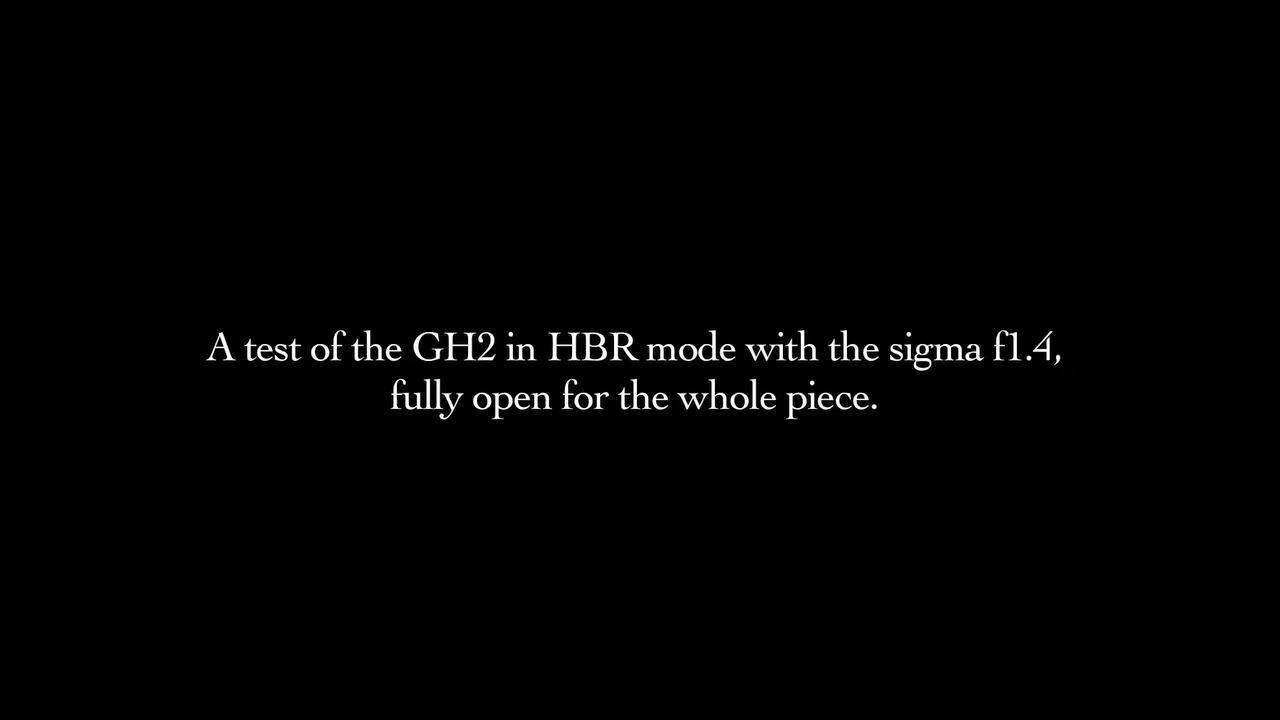 A test of the GH2 in HBR mode with the sigma f1.4,
fully open for the whole piece.